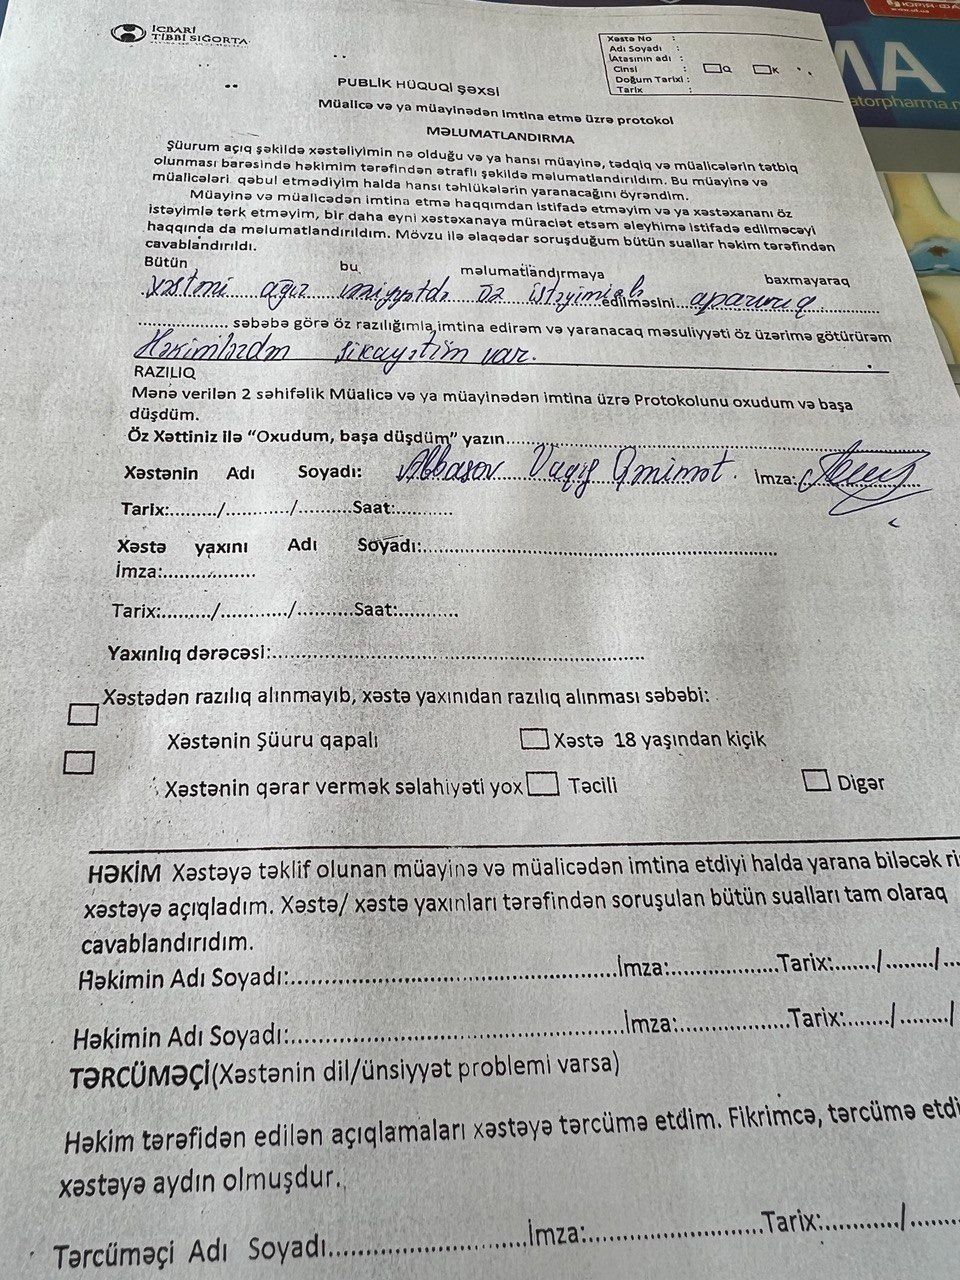 İCBARİ
TİBBİ SIĞORTA
Xəstə No :
Adı Soyadı :
Atasının adı :
Cinsi : Q K
Doğum Tarixi :
Tarix :
MA
atorpharma.
PUBLİK HÜQUQİ ŞƏXSİ
Müalicə və ya müayinədən imtina etmə üzrə protokol
MƏLUMATLANDIRMA
Şüurum açıq şəkildə xəstəliyimin nə olduğu və ya hansı müayinə, tədqiq və müalicələrin tətbiq
olunması barəsində həkimim tərəfindən ətraflı şəkildə məlumatlandırıldım. Bu müayinə və
müalicələri qəbul etmədiyim halda hansı təhlükələrin yaranacağını öyrəndim.
Müayinə və müalicədən imtina etmə haqqımdan istifadə etməyim və ya xəstəxananı öz
istəyimlə tərk etməyim, bir daha eyni xəstəxanaya müraciət etsəm əleyhimə istifadə edilməcəyi
haqqında da məlumatlandırıldım. Mövzu ilə əlaqədar soruşduğum bütün suallar həkim tərəfindən
cavablandırıldı.
Bütün bu məlumatlandırmaya baxmayaraq
xəstəni ağır vəziyyətdə öz istəyimiələ edilməsini aparırıq
.................. səbəbə görə öz razılığımla imtina edirəm və yaranacaq məsuliyyəti öz üzərimə götürürəm
Həkimlərdən şikayətim var.
RAZILIQ
Mənə verilən 2 səhifəlik Müalicə və ya müayinədən imtina üzrə Protokolunu oxudum və başa
düşdüm.
Öz Xəttiniz ilə “Oxudum, başa düşdüm” yazın..................
Xəstənin Adı Soyadı: Abbasov Vaqif Qmimət. İmza:
Tarix:........./.........../..........Saat:..........
Xəstə yaxını Adı Soyadı:..................
İmza:................
Tarix:........./.........../..........Saat:..........
Yaxınlıq dərəcəsi:..................
Xəstədən razılıq alınmayıb, xəstə yaxınıdan razılıq alınması səbəbi:
Xəstənin Şüuru qapalı Xəstə 18 yaşından kiçik
Xəstənin qərar vermək səlahiyəti yox Təcili Digər
HƏKİM Xəstəyə təklif olunan müayinə və müalicədən imtina etdiyi halda yarana biləcək ri
xəstəyə açıqladım. Xəstə/ xəstə yaxınları tərəfindən soruşulan bütün sualları tam olaraq
cavablandırıdım.
Həkimin Adı Soyadı:..................İmza:..................Tarix:......./......../...
Həkimin Adı Soyadı:..................İmza:..................Tarix:......./......../
TƏRCÜMƏÇİ(Xəstənin dil/ünsiyyət problemi varsa)
Həkim tərəfidən edilən açıqlamaları xəstəyə tərcümə etdim. Fikrimcə, tərcümə etdi
xəstəyə aydın olmuşdur.
Tərcüməçi Adı Soyadı..................İmza:..................Tarix:.........../.......